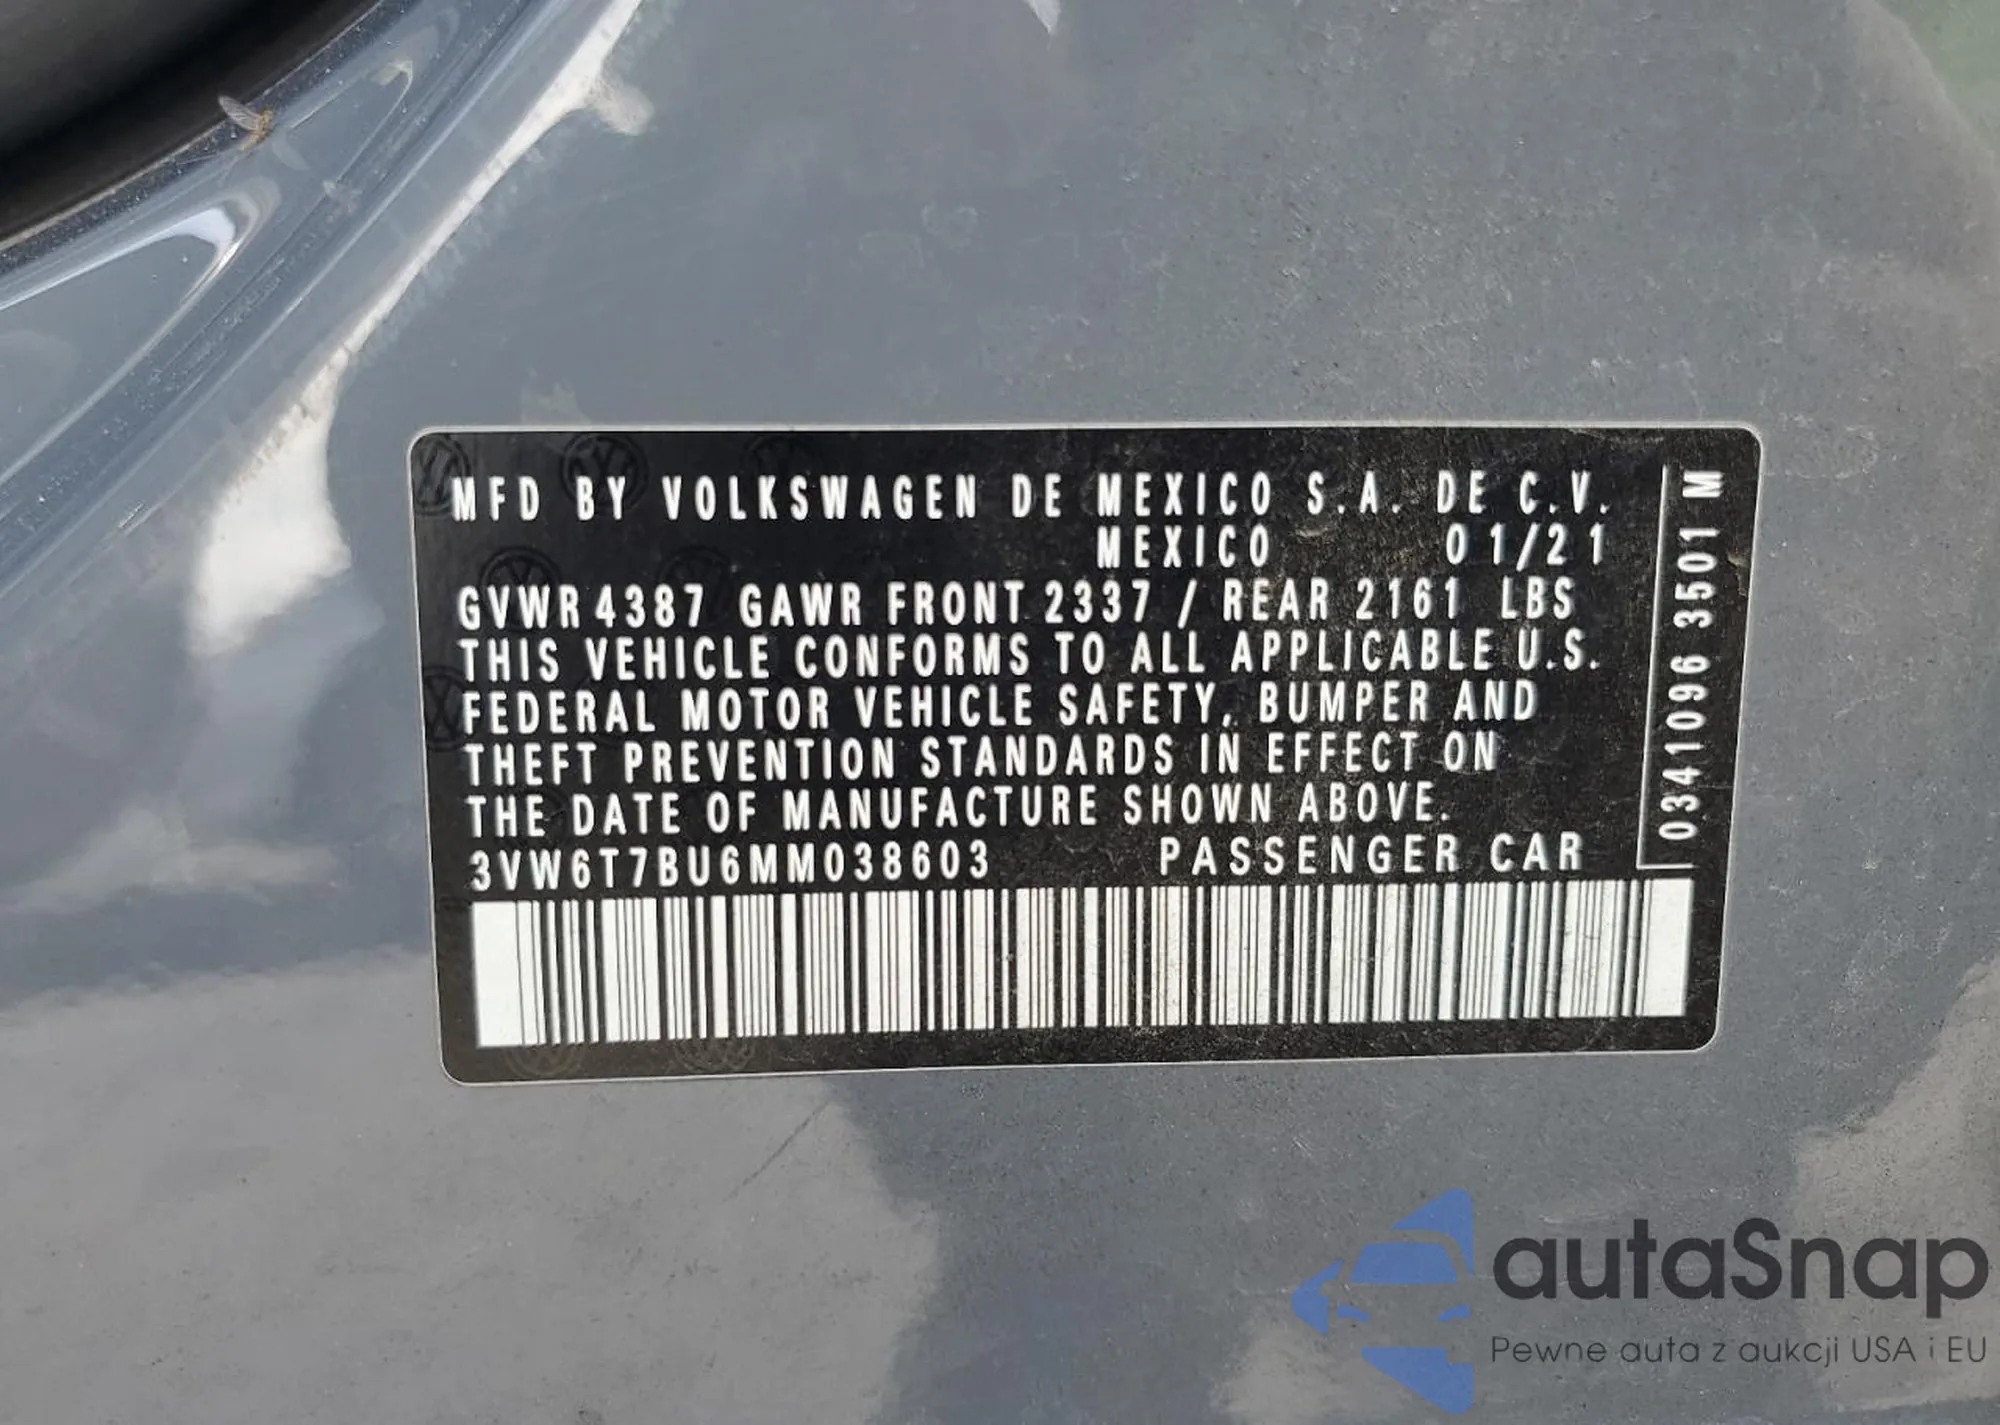 MFD BY VOLKSWAGEN DE MEXICO S.A. DE C.V.
MEXICO 01/21
GVWR 4387 GAWR FRONT 2337 / REAR 2161 LBS
THIS VEHICLE CONFORMS TO ALL APPLICABLE U.S.
FEDERAL MOTOR VEHICLE SAFETY, BUMPER AND
THEFT PREVENTION STANDARDS IN EFFECT ON
THE DATE OF MANUFACTURE SHOWN ABOVE.
3VW6T7BU6MM038603 PASSENGER CAR
0341096 3501 M
autaSnap
Pewne auta z aukcji USA i EU